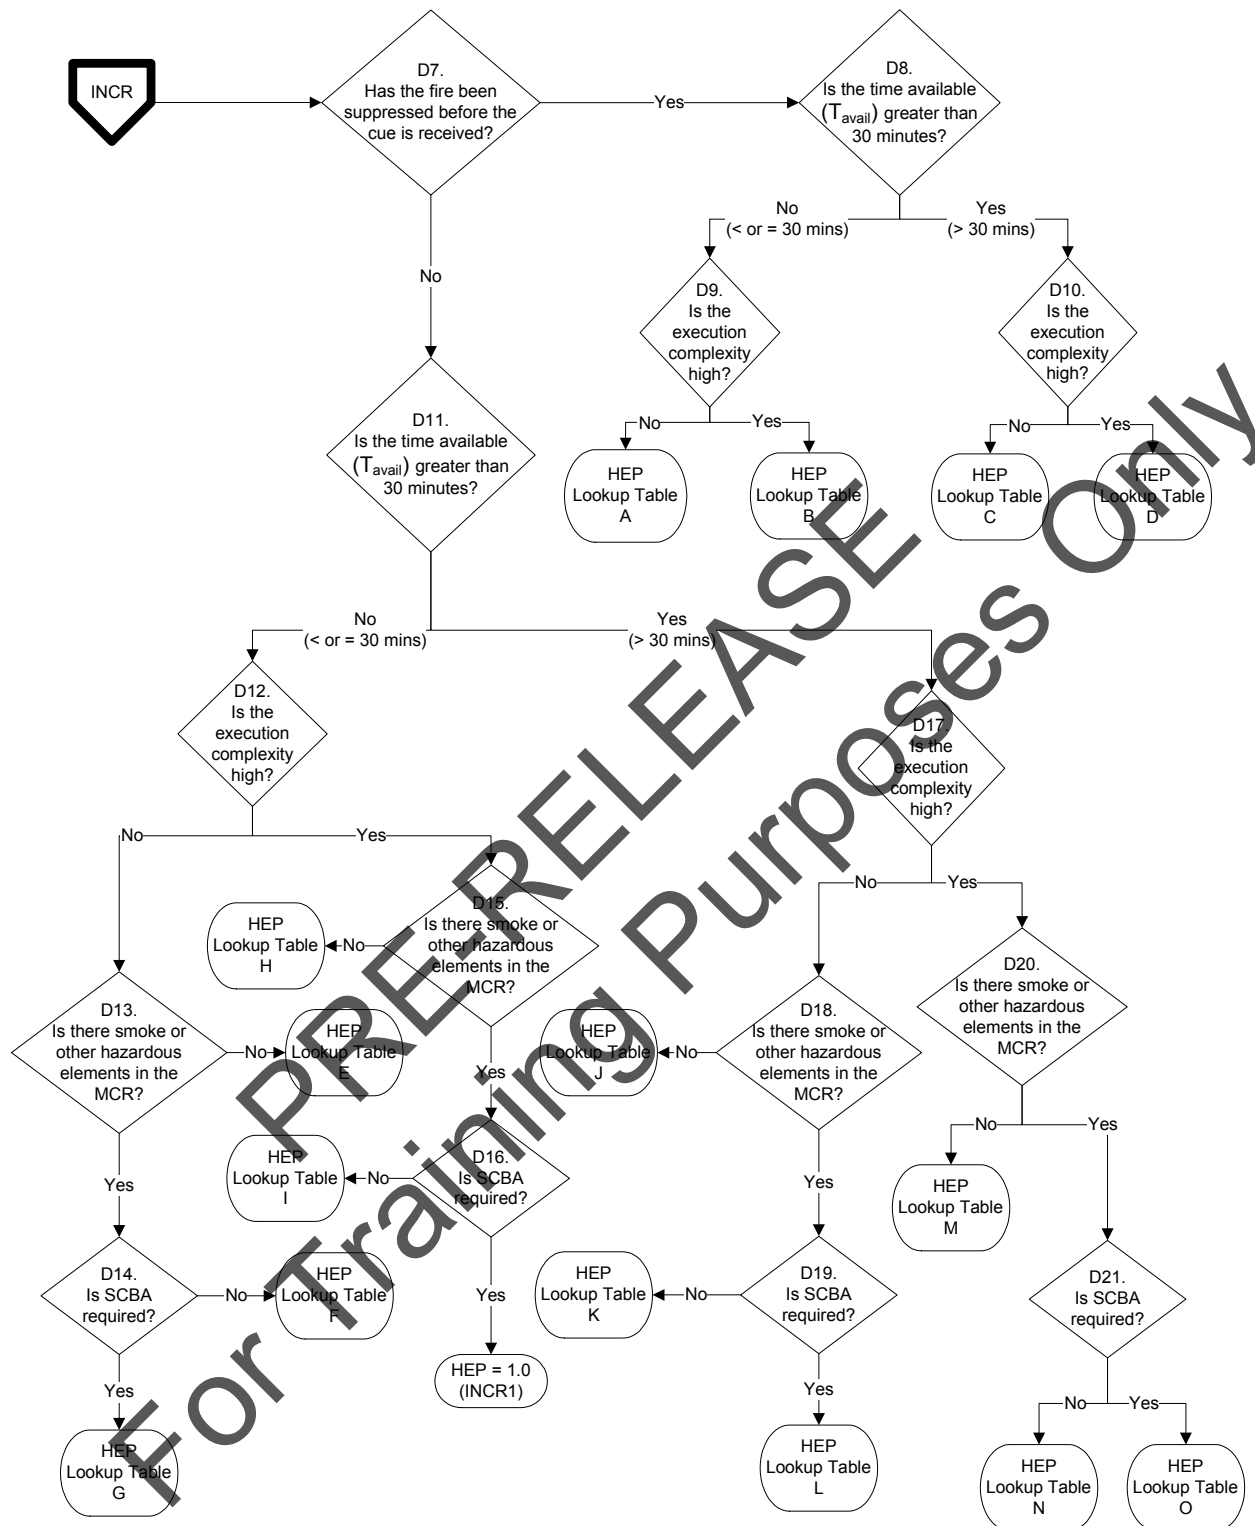 INCR
D7.
Has the fire been
suppressed before the
cue is received?
Yes
D8.
Is the time available
(Tavail) greater than
30 minutes?
No
(< or = 30 mins)
Yes
(> 30 mins)
No
D9.
Is the
execution
complexity
high?
D10.
Is the
execution
complexity
high?
No
Yes
No
Yes
HEP
Lookup Table
A
HEP
Lookup Table
B
HEP
Lookup Table
C
HEP
Lookup Table
D
D11.
Is the time available
(Tavail) greater than
30 minutes?
No
(< or = 30 mins)
Yes
(> 30 mins)
D12.
Is the
execution
complexity
high?
D17.
Is the
execution
complexity
high?
No
Yes
No
Yes
D15.
Is there smoke or
other hazardous
elements in the
MCR?
No
HEP
Lookup Table
H
D13.
Is there smoke or
other hazardous
elements in the
MCR?
No
HEP
Lookup Table
E
Yes
D18.
Is there smoke or
other hazardous
elements in the
MCR?
No
HEP
Lookup Table
J
D20.
Is there smoke or
other hazardous
elements in the
MCR?
No
Yes
HEP
Lookup Table
M
Yes
D16.
Is SCBA
required?
No
HEP
Lookup Table
I
Yes
D14.
Is SCBA
required?
No
HEP
Lookup Table
F
Yes
HEP = 1.0
(INCR1)
D19.
Is SCBA
required?
No
HEP
Lookup Table
K
D21.
Is SCBA
required?
Yes
HEP
Lookup Table
G
Yes
HEP
Lookup Table
L
No
Yes
HEP
Lookup Table
N
HEP
Lookup Table
O
PRE-RELEASE
For Training Purposes Only